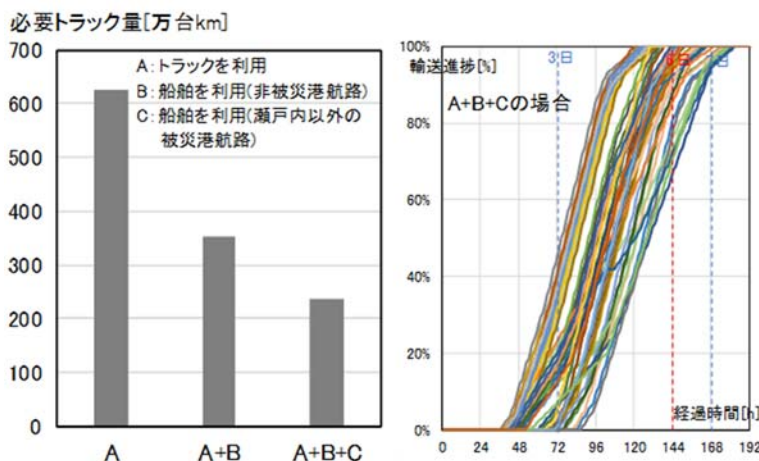 必要トラック量[万台km]
700
600
500
400
300
200
100
0
A:トラックを利用
B:船舶を利用(非被災港航路)
C:船舶を利用(瀬戸内以外の
被災港航路)
A
A+B
A+B+C
100%
80%
60%
40%
20%
0%
輸送進捗[%]
3日
日
日
A+B+Cの場合
経過時間[h]
0 24 48 72 96 120 144 168 192